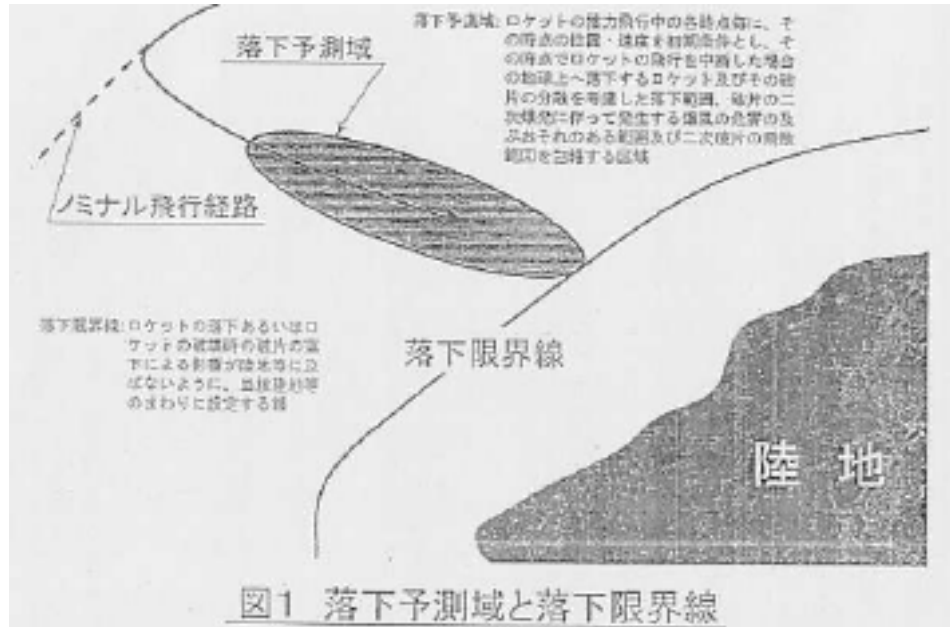 落下予測域:ロケットの推力飛行中の各時点毎に、そ
の時点の位置・速度を初期条件とし、そ
の時点でロケットの飛行を中断した場合
の地球上へ落下するロケット及びその破
片の分散を考慮した落下範囲、破片の二
次爆発に伴って発生する爆風の危害の及
ぶおそれのある範囲及び二次破片の飛散
範囲を包絡する区域
落下予測域
ノミナル飛行経路
落下限界線:ロケットの落下あるいはロ
ケットの破壊時の破片の落
下による影響が陸地等に及
ばないように、当該陸地等
のまわりに設定する線
落下限界線
陸 地
図1 落下予測域と落下限界線